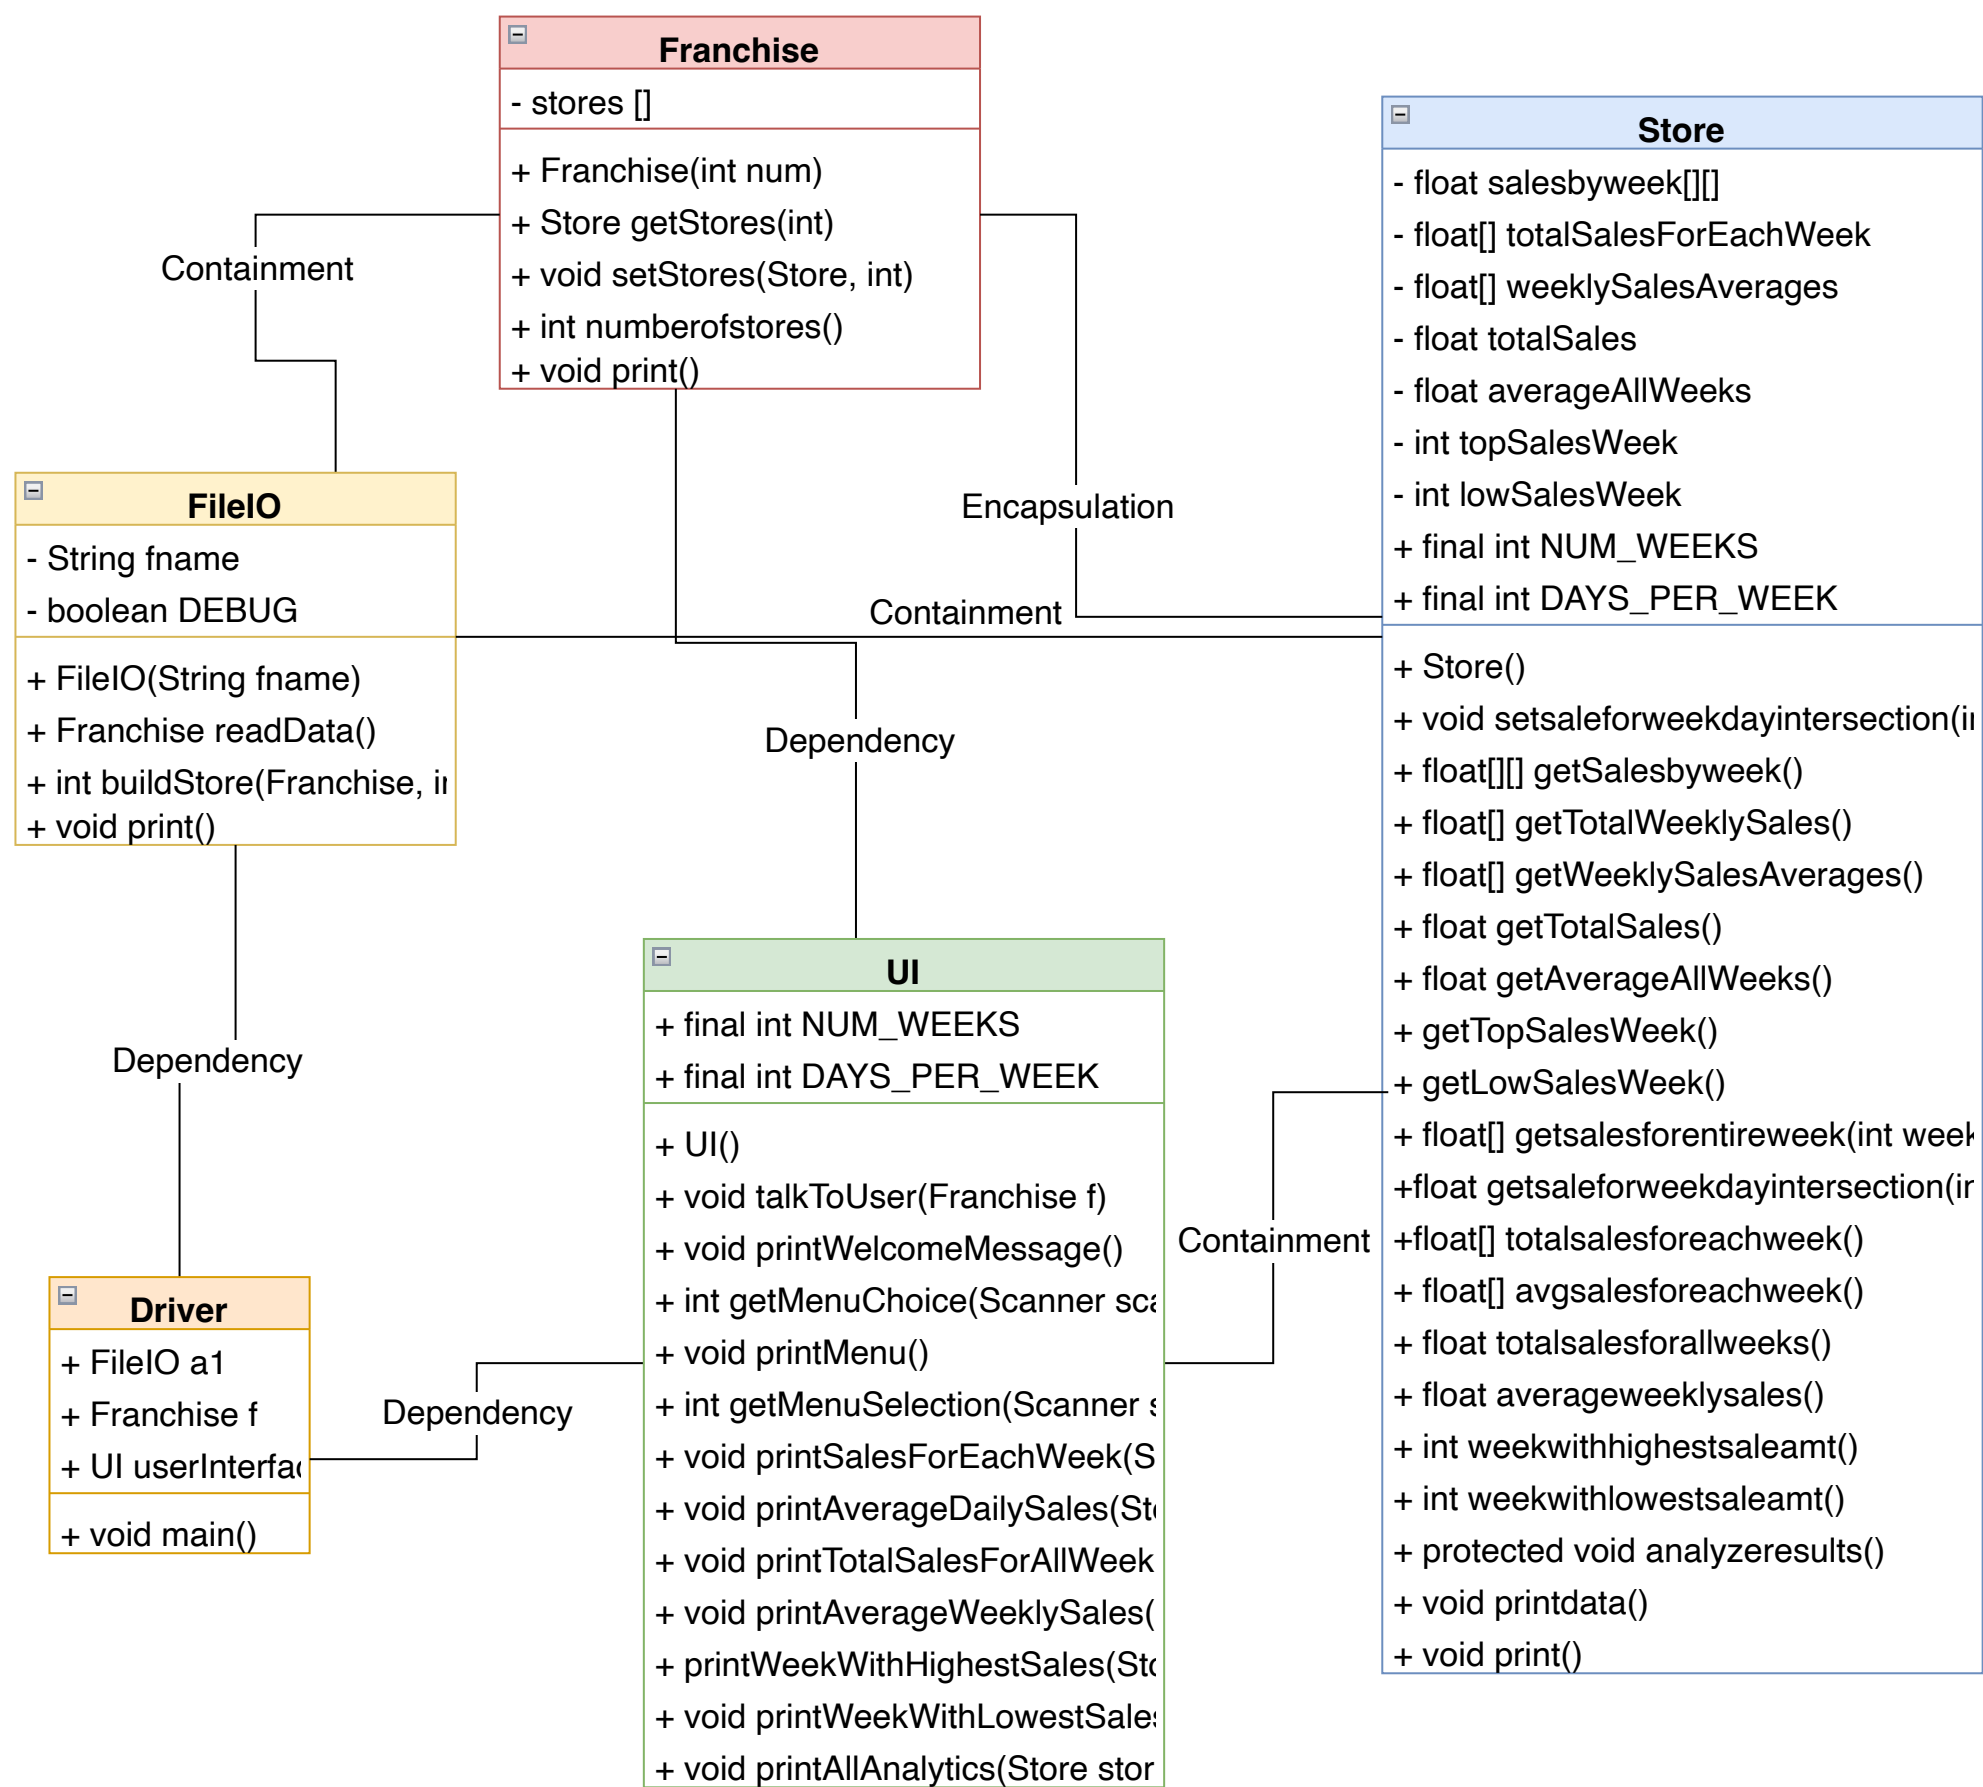 Franchise
- stores []
+ Franchise(int num)
+ Store getStores(int)
+ void setStores(Store, int)
+ int numberofstores()
+ void print()
Containment
Encapsulation
Containment
Dependency
FileIO
- String fname
- boolean DEBUG
+ FileIO(String fname)
+ Franchise readData()
+ int buildStore(Franchise,
+ void print()
Dependency
Driver
+ FileIO a1
+ Franchise f
+ UI
+ void main()
Dependency
UI
+ final int NUM_WEEKS
+ final int DAYS_PER_WEEK
+ UI()
+ void talkToUser(Franchise f)
+ void printWelcomeMessage()
+ int getMenuChoice(Scanner
+ void printMenu()
+ int getMenuSelection(Scanner
+ void printSalesForEachWeek(
+ void printAverageDailySales(
+ void printTotalSalesForAllWeek
+ void printAverageWeeklySales(
+ printWeekWithHighestSales(
+ void printWeekWithLowestSales
+ void printAllAnalytics(Store stor
Containment
Store
- float salesbyweek[][]
- float[] totalSalesForEachWeek
- float[] weeklySalesAverages
- float totalSales
- float averageAllWeeks
- int topSalesWeek
- int lowSalesWeek
+ final int NUM_WEEKS
+ final int DAYS_PER_WEEK
+ Store()
+ void setsaleforweekdayintersection(
+ float[][] getSalesbyweek()
+ float[] getTotalWeeklySales()
+ float[] getWeeklySalesAverages()
+ float getTotalSales()
+ float getAverageAllWeeks()
+ getTopSalesWeek()
+ getLowSalesWeek()
+ float[] getsalesforentireweek(int week
+float getsaleforweekdayintersection(
+float[] totalsalesforeachweek()
+ float[] avgsalesforeachweek()
+ float totalsalesforallweeks()
+ float averageweeklysales()
+ int weekwithhighestsaleamt()
+ int weekwithlowestsaleamt()
+ protected void analyzeresults()
+ void printdata()
+ void print()